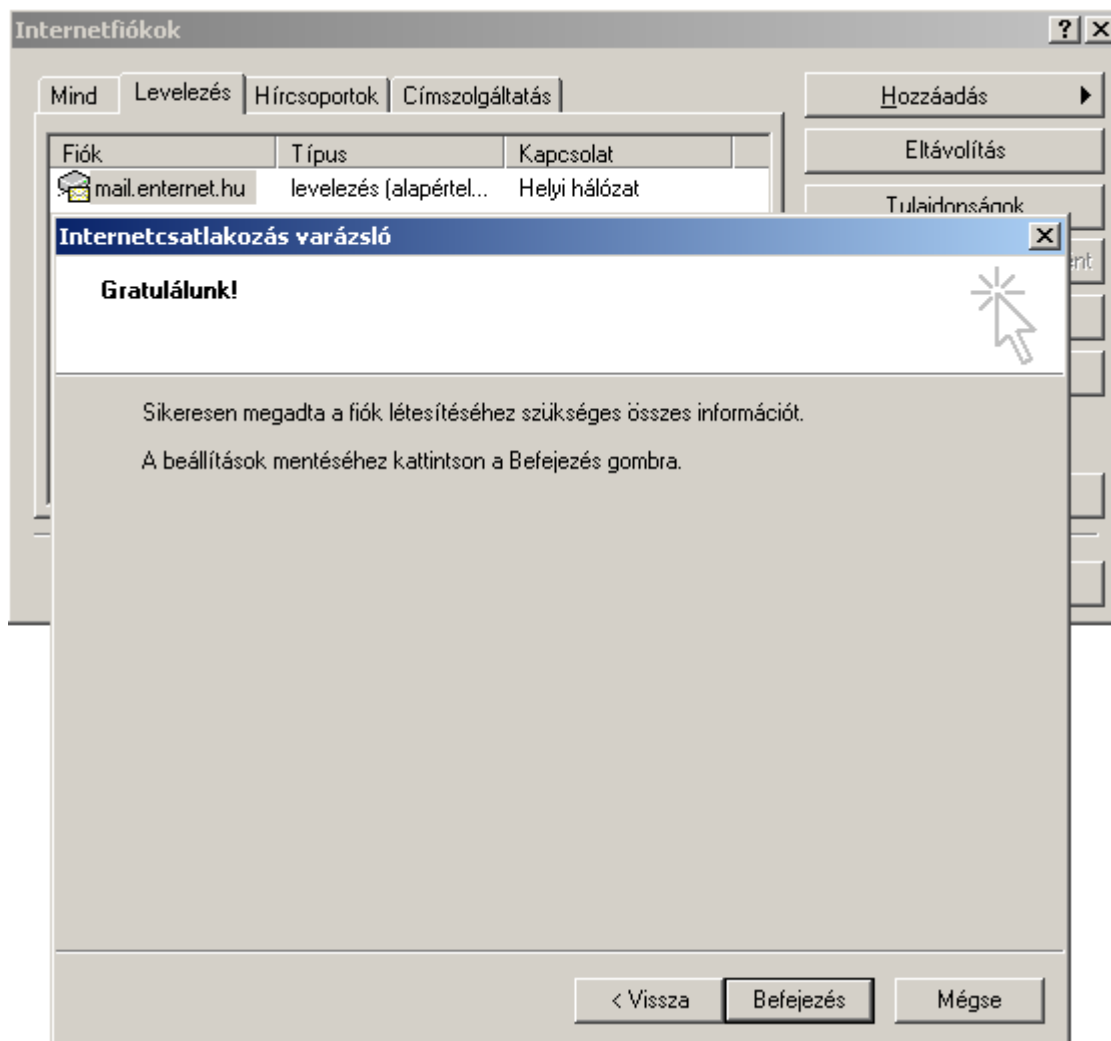 Internetfiókok
Mind Levelezés Hírcsoportok Címszolgáltatás
Hozzáadás
Fiók Típus Kapcsolat
Eltávolítás
mail.enternet.hu levelezés (alapértel... Helyi hálózat
Tulajdonságok
Internetcsatlakozás varázsló
Gratulálunk!
Sikeresen megadta a fiók létesítéséhez szükséges összes információt.
A beállítások mentéséhez kattintson a Befejezés gombra.
< Vissza Befejezés Mégse